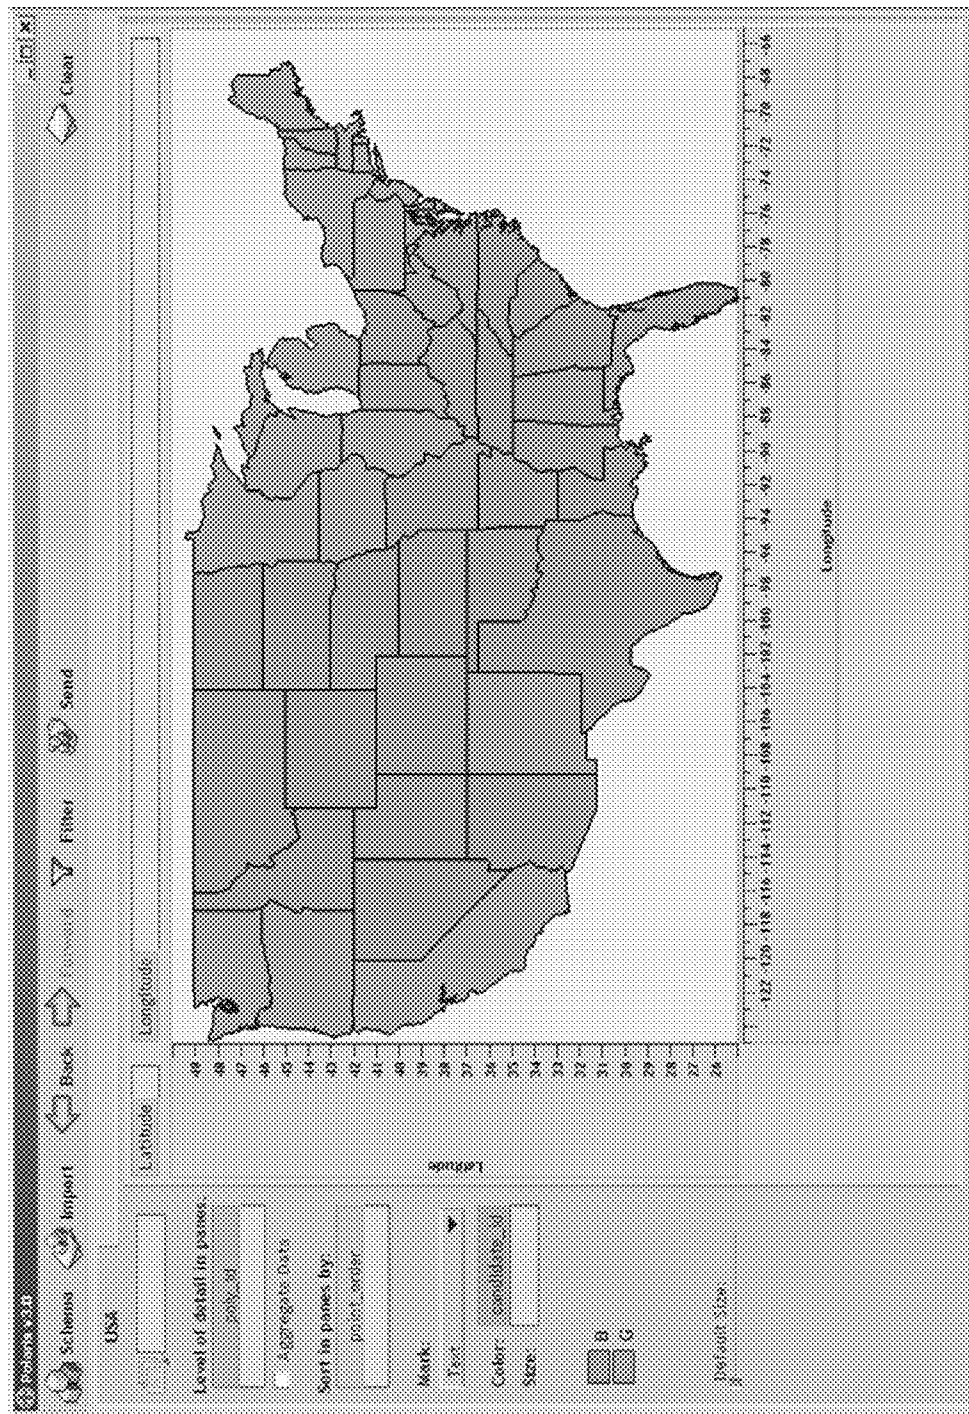 Polaris v3.0
Schema Import Back Filter Send Clear
USA
Latitude
Longitude
Level of detail in panes:
poly_id
Aggregate Data
Sort in panes by:
point_order
Mark:
Text
Color: candidate_id
Size:
B
G
Default Size:
Latitude
49 48 47 46 45 44 43 42 41 40 39 38 37 36 35 34 33 32 31 30 29 28 27 26
-122 -120 -118 -116 -114 -112 -110 -108 -106 -104 -102 -100 -98 -96 -94 -92 -90 -88 -86 -84 -82 -80 -78 -76 -74 -72 -70 -68 -66
Longitude